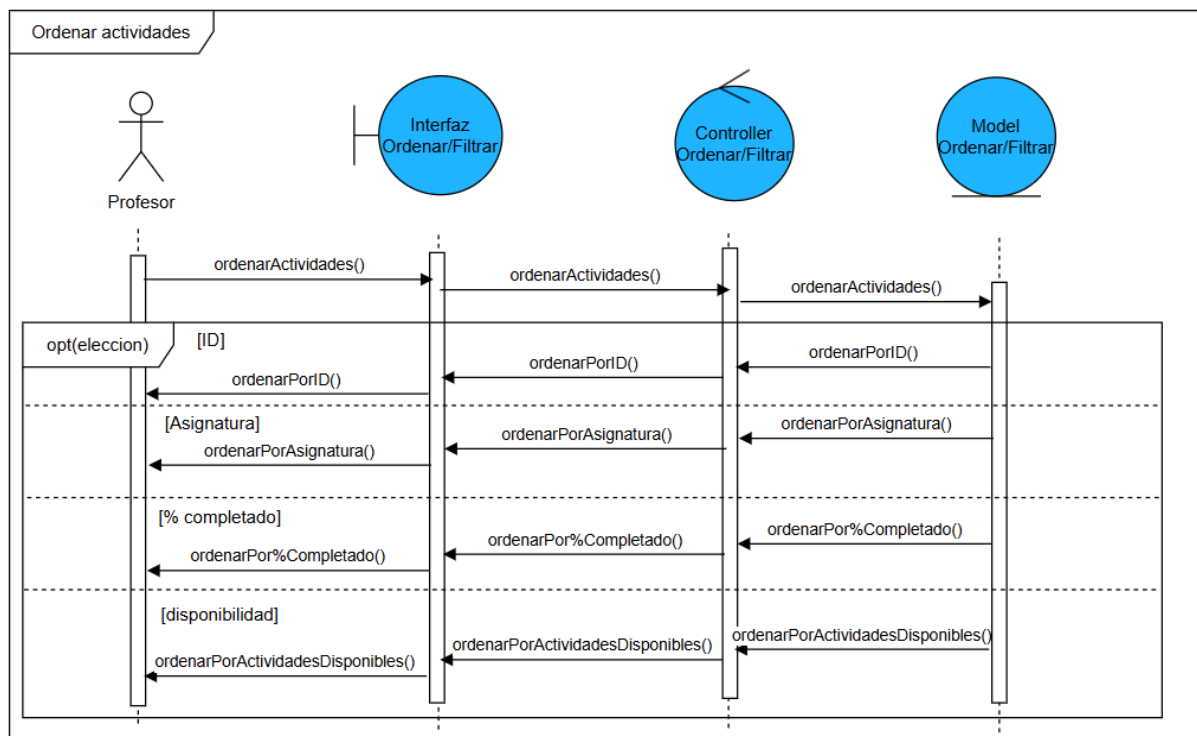 Ordenar actividades
Interfaz
Ordenar/Filtrar
Controller
Ordenar/Filtrar
Model
Ordenar/Filtrar
Profesor
ordenarActividades()
ordenarActividades()
ordenarActividades()
opt(eleccion)
[ID]
ordenarPorID()
ordenarPorID()
ordenarPorID()
[Asignatura]
ordenarPorAsignatura()
ordenarPorAsignatura()
ordenarPorAsignatura()
[% completado]
ordenarPor%Completado()
ordenarPor%Completado()
ordenarPor%Completado()
[disponibilidad]
ordenarPorActividadesDisponibles()
ordenarPorActividadesDisponibles()
ordenarPorActividadesDisponibles()